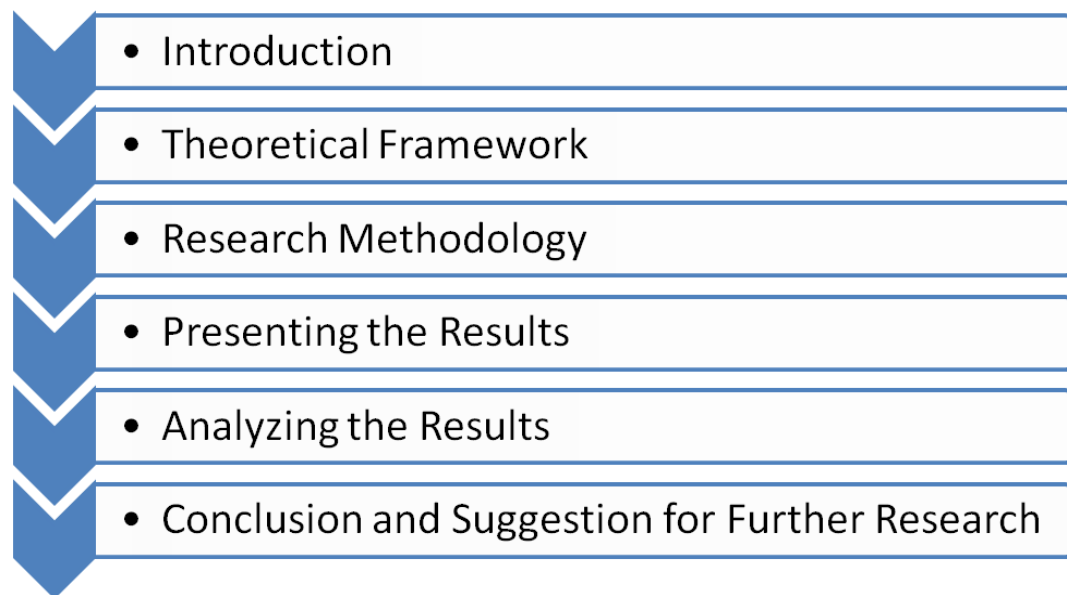 • Introduction
• Theoretical Framework
• Research Methodology
• Presenting the Results
• Analyzing the Results
• Conclusion and Suggestion for Further Research